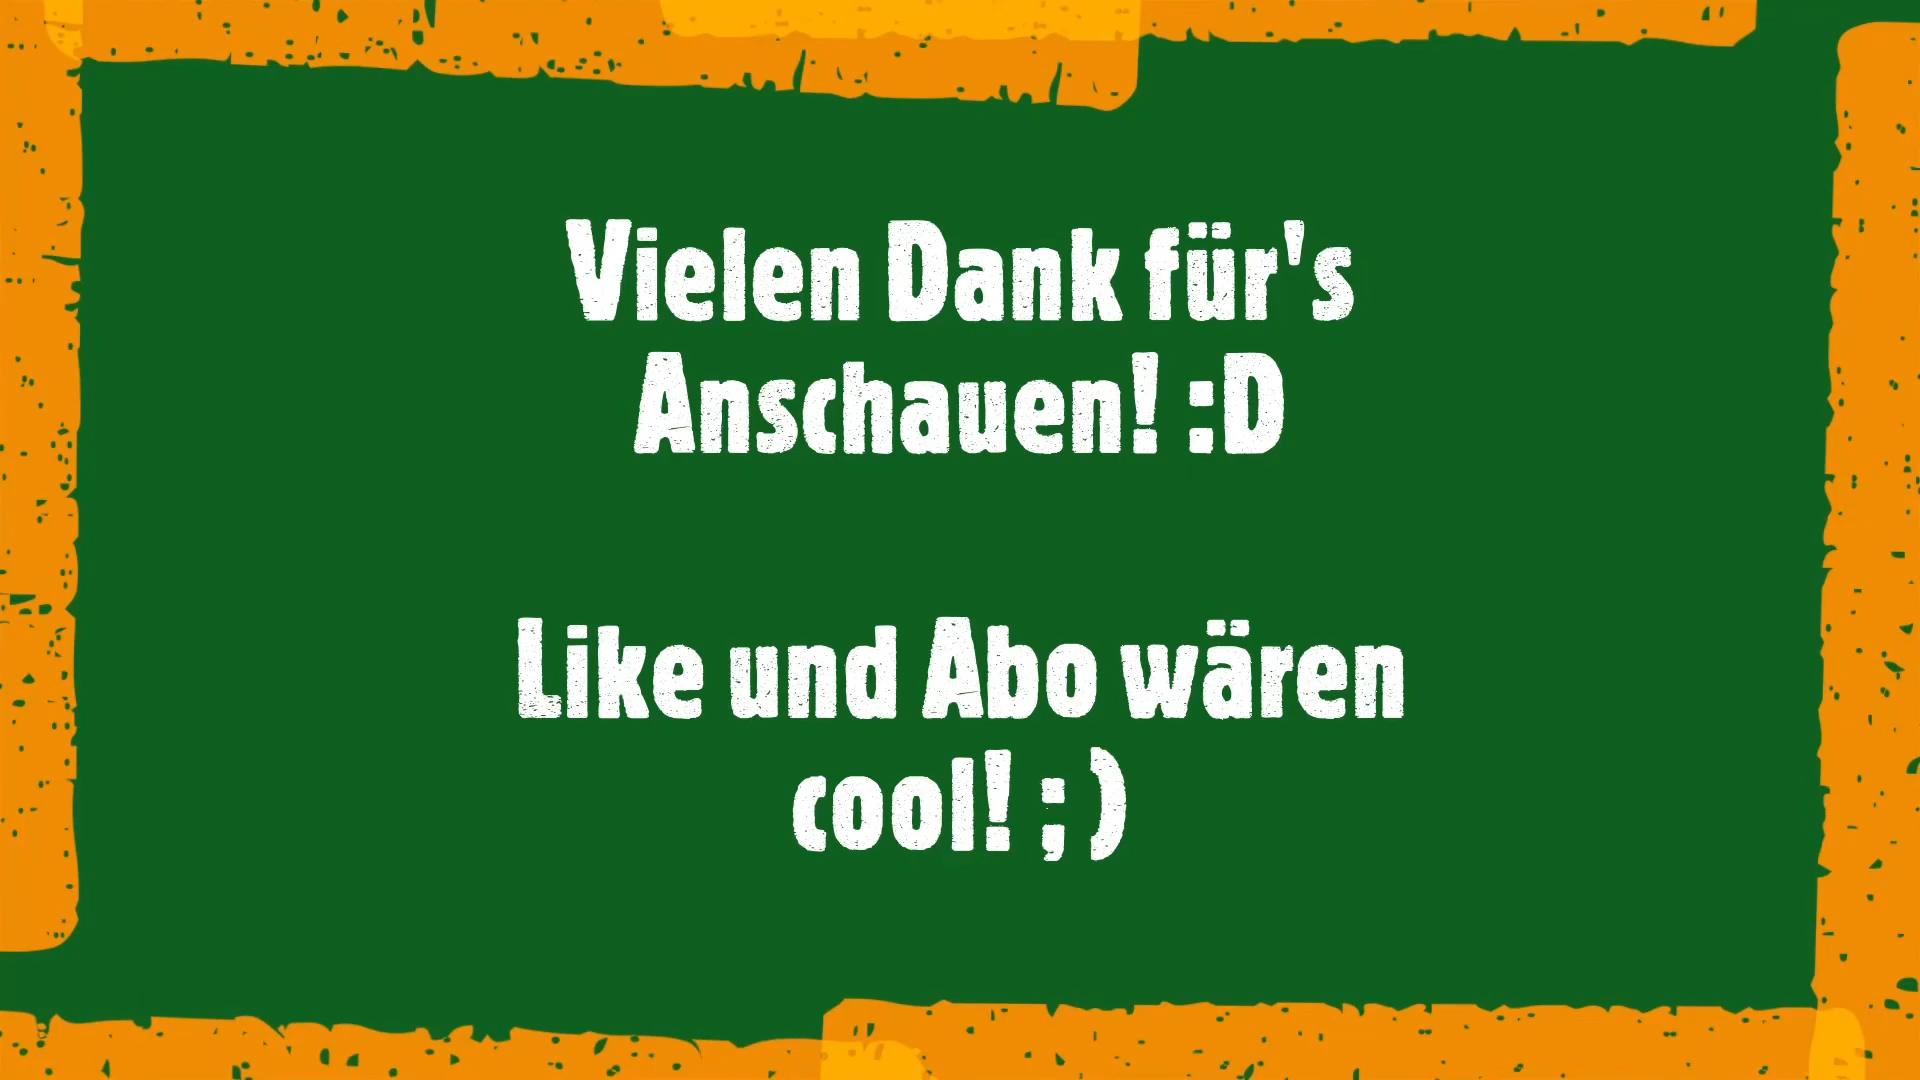 Vielen Dank für's
Anschauen! :D
Like und Abo wären
cool! ; )